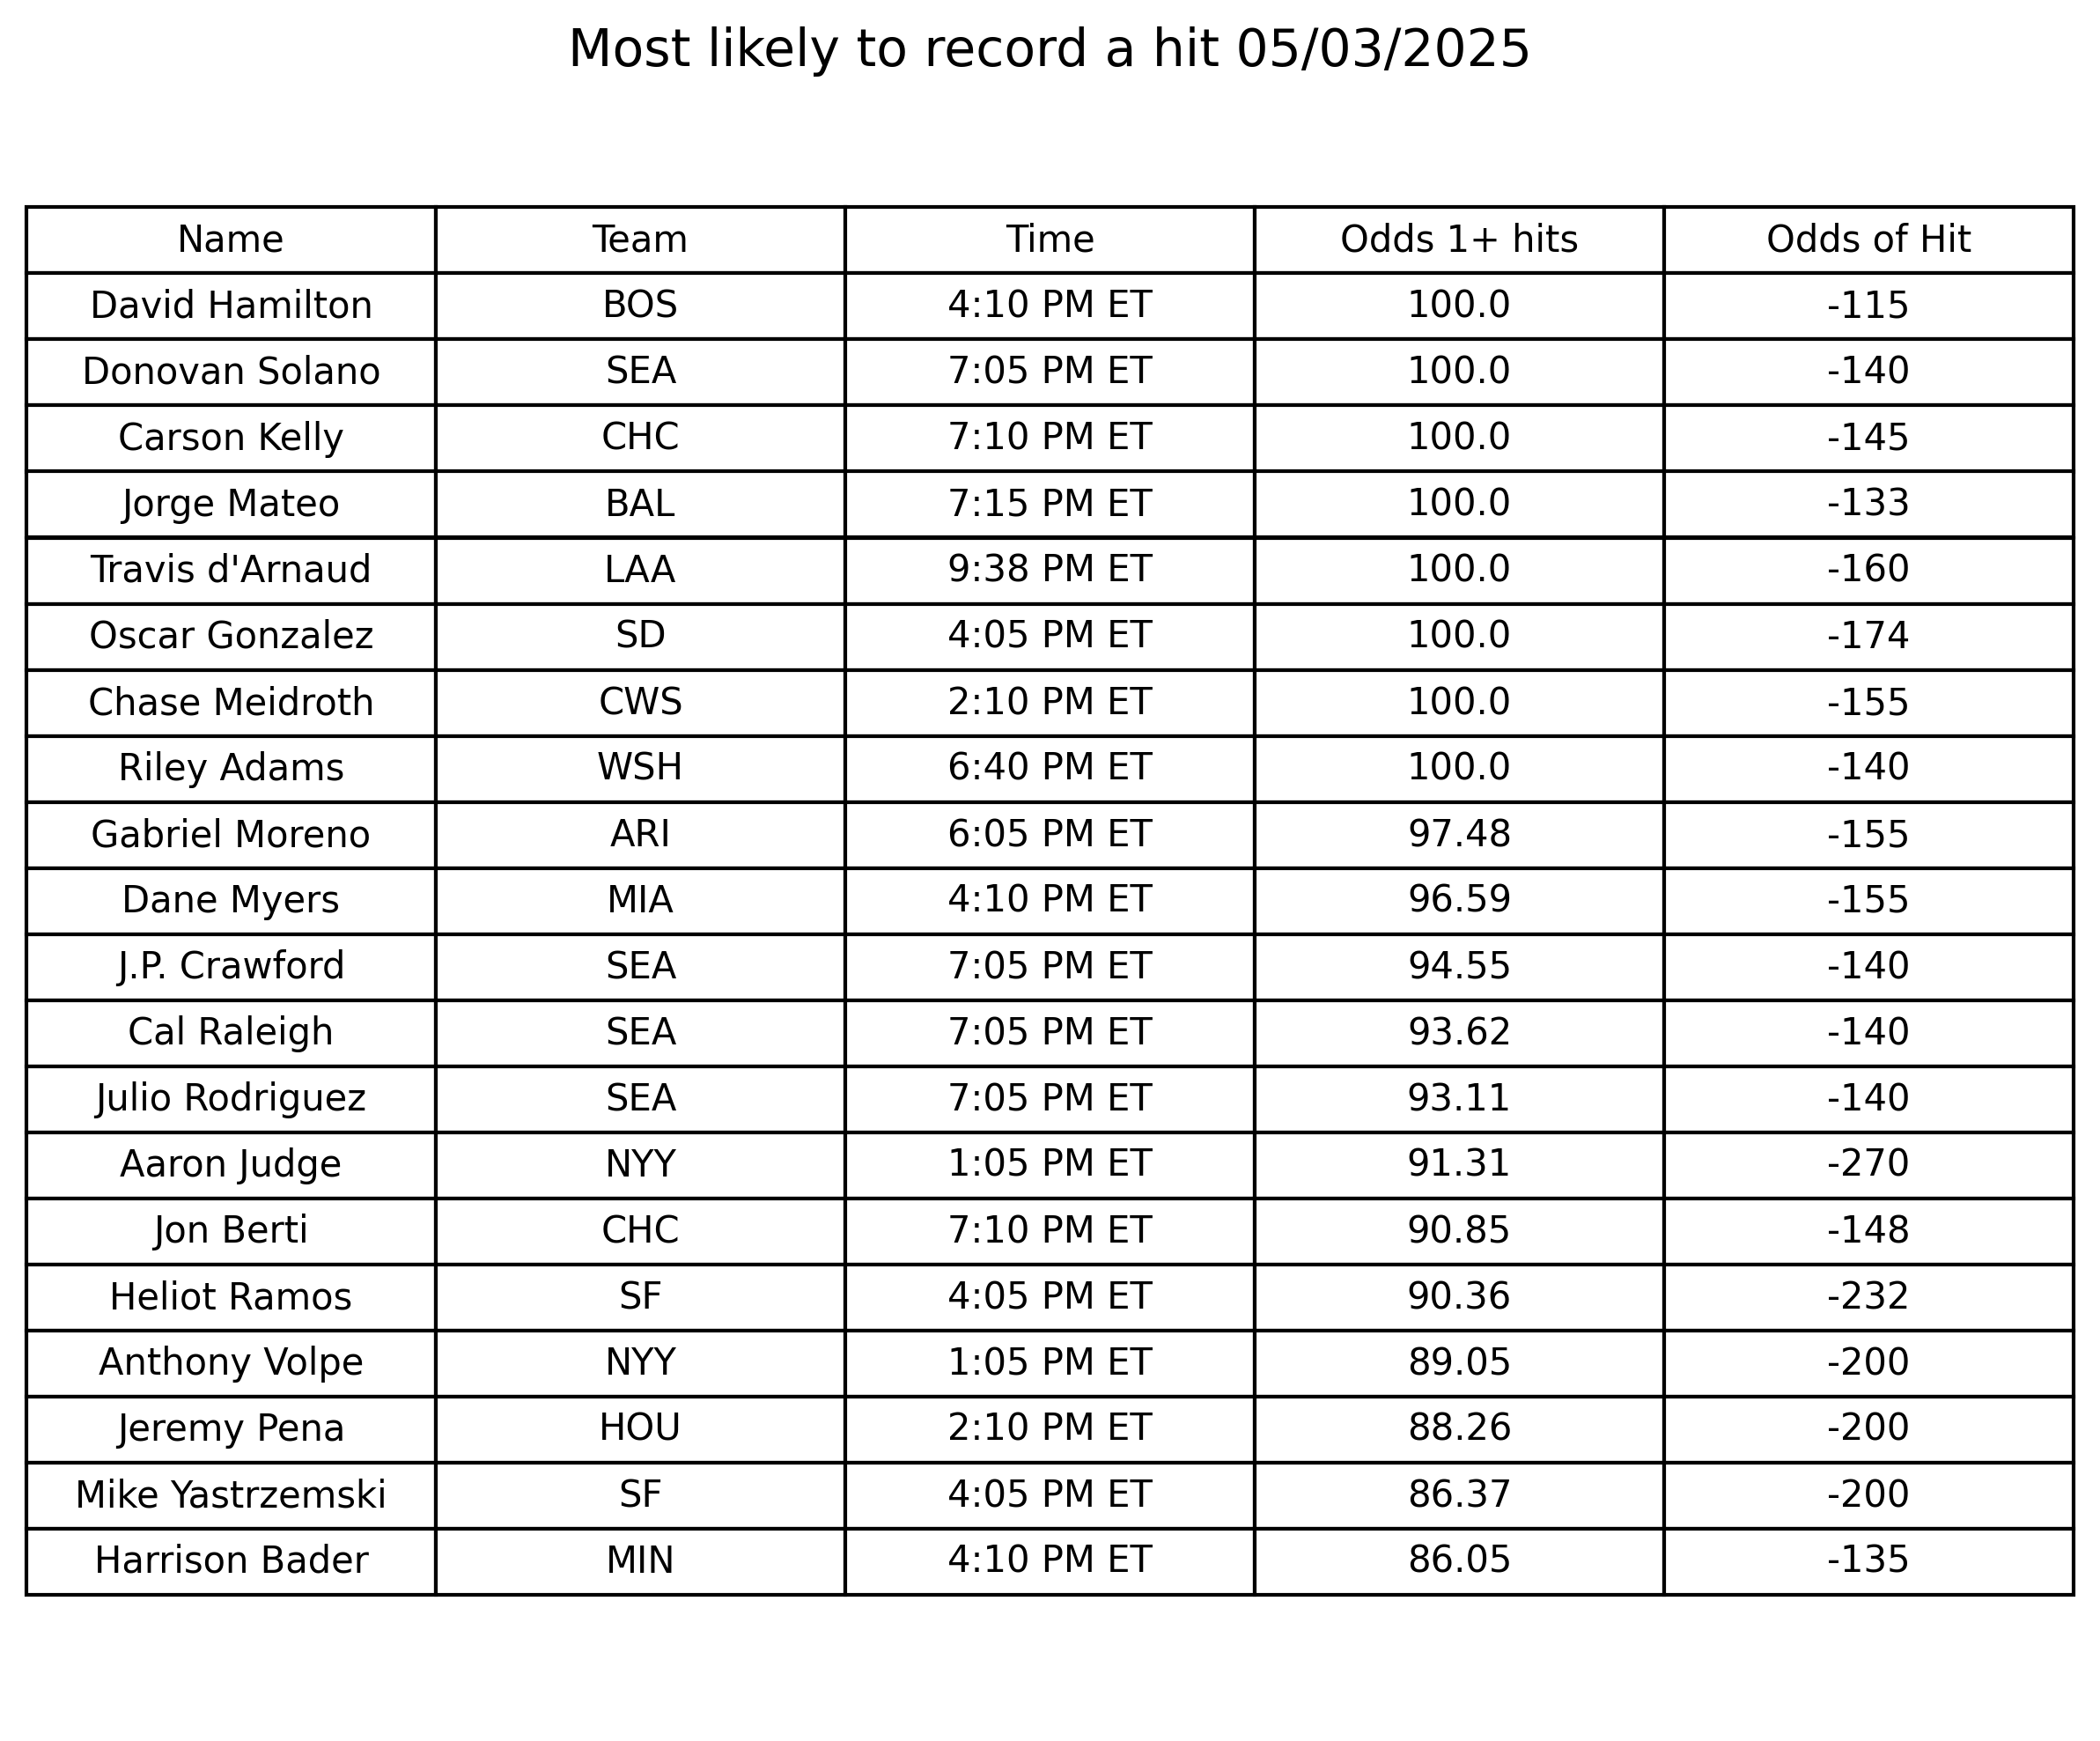 Most likely to record a hit 05/03/2025
Name Team Time Odds 1+ hits Odds of Hit
David Hamilton BOS 4:10 PM ET 100.0 -115
Donovan Solano SEA 7:05 PM ET 100.0 -140
Carson Kelly CHC 7:10 PM ET 100.0 -145
Jorge Mateo BAL 7:15 PM ET 100.0 -133
Travis d'Arnaud LAA 9:38 PM ET 100.0 -160
Oscar Gonzalez SD 4:05 PM ET 100.0 -174
Chase Meidroth CWS 2:10 PM ET 100.0 -155
Riley Adams WSH 6:40 PM ET 100.0 -140
Gabriel Moreno ARI 6:05 PM ET 97.48 -155
Dane Myers MIA 4:10 PM ET 96.59 -155
J.P. Crawford SEA 7:05 PM ET 94.55 -140
Cal Raleigh SEA 7:05 PM ET 93.62 -140
Julio Rodriguez SEA 7:05 PM ET 93.11 -140
Aaron Judge NYY 1:05 PM ET 91.31 -270
Jon Berti CHC 7:10 PM ET 90.85 -148
Heliot Ramos SF 4:05 PM ET 90.36 -232
Anthony Volpe NYY 1:05 PM ET 89.05 -200
Jeremy Pena HOU 2:10 PM ET 88.26 -200
Mike Yastrzemski SF 4:05 PM ET 86.37 -200
Harrison Bader MIN 4:10 PM ET 86.05 -135